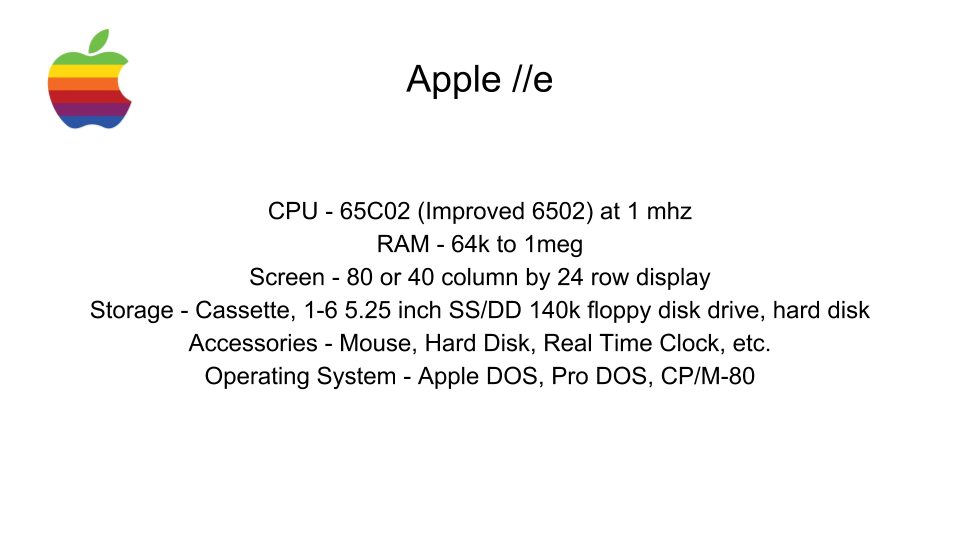 Apple //e
CPU - 65C02 (Improved 6502) at 1 mhz
RAM - 64k to 1meg
Screen - 80 or 40 column by 24 row display
Storage - Cassette, 1-6 5.25 inch SS/DD 140k floppy disk drive, hard disk
Accessories - Mouse, Hard Disk, Real Time Clock, etc.
Operating System - Apple DOS, Pro DOS, CP/M-80